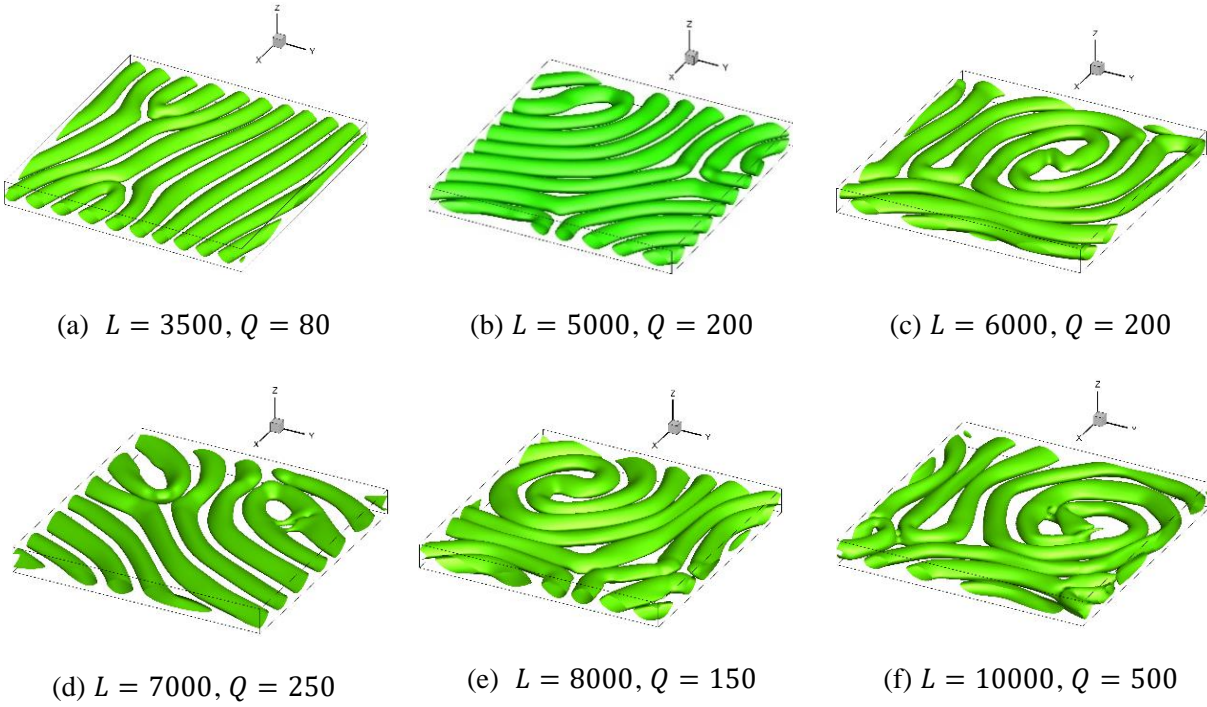 Z
X
Y
Z
X
Y
Z
X
Y
(a) L = 3500, Q = 80
(b) L = 5000, Q = 200
(c) L = 6000, Q = 200
Z
X
Y
Z
X
Y
Z
X
(d) L = 7000, Q = 250
(e) L = 8000, Q = 150
(f) L = 10000, Q = 500